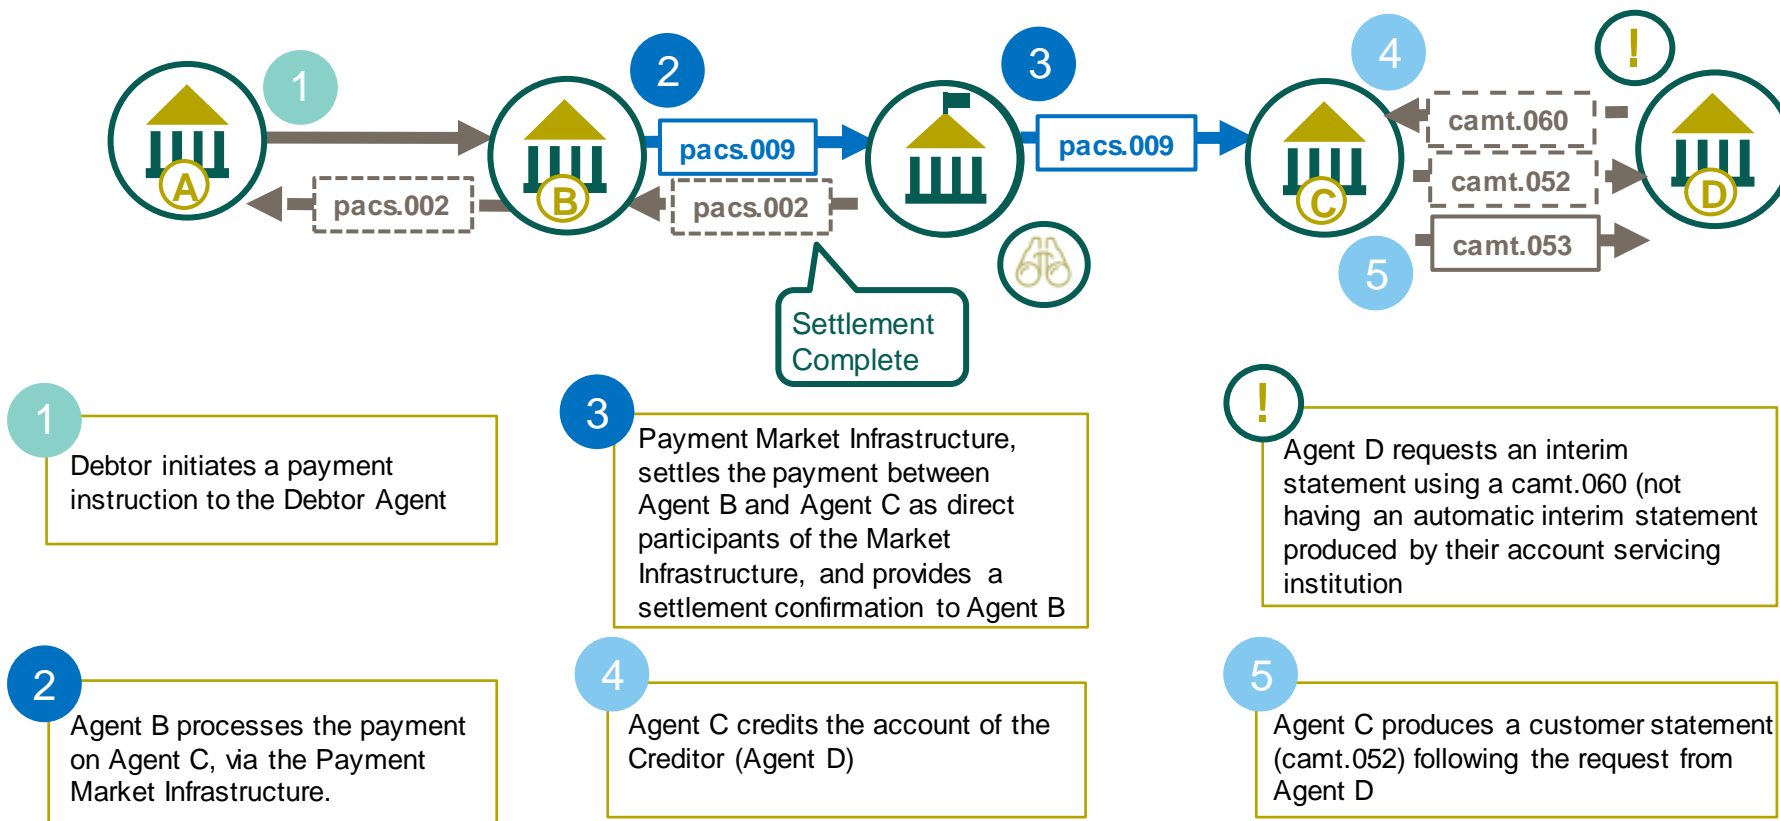 1
2
3
4
!
A
B
C
D
pacs.009
pacs.009
camt.060
camt.052
camt.053
pacs.002
pacs.002
5
Settlement
Complete
1
Debtor initiates a payment
instruction to the Debtor Agent
3
Payment Market Infrastructure,
settles the payment between
Agent B and Agent C as direct
participants of the Market
Infrastructure, and provides a
settlement confirmation to Agent B
!
Agent D requests an interim
statement using a camt.060 (not
having an automatic interim statement
produced by their account servicing
institution
2
Agent B processes the payment
on Agent C, via the Payment
Market Infrastructure.
4
Agent C credits the account of the
Creditor (Agent D)
5
Agent C produces a customer statement
(camt.052) following the request from
Agent D